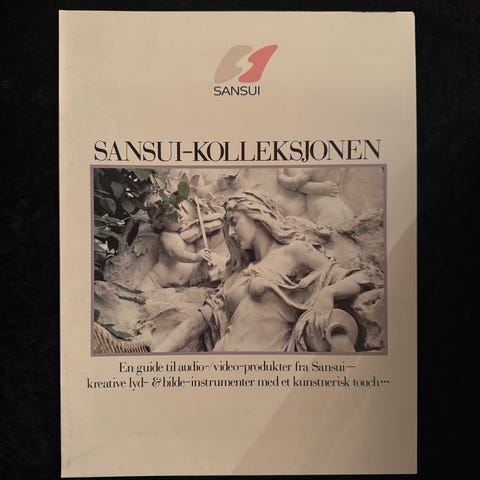 SANSUI
SANSUI-KOLLEKSJONEN
En guide til audio-/video-produkter fra Sansui—
kreative lyd- & bilde-instrumenter med et kunstnerisk touch···